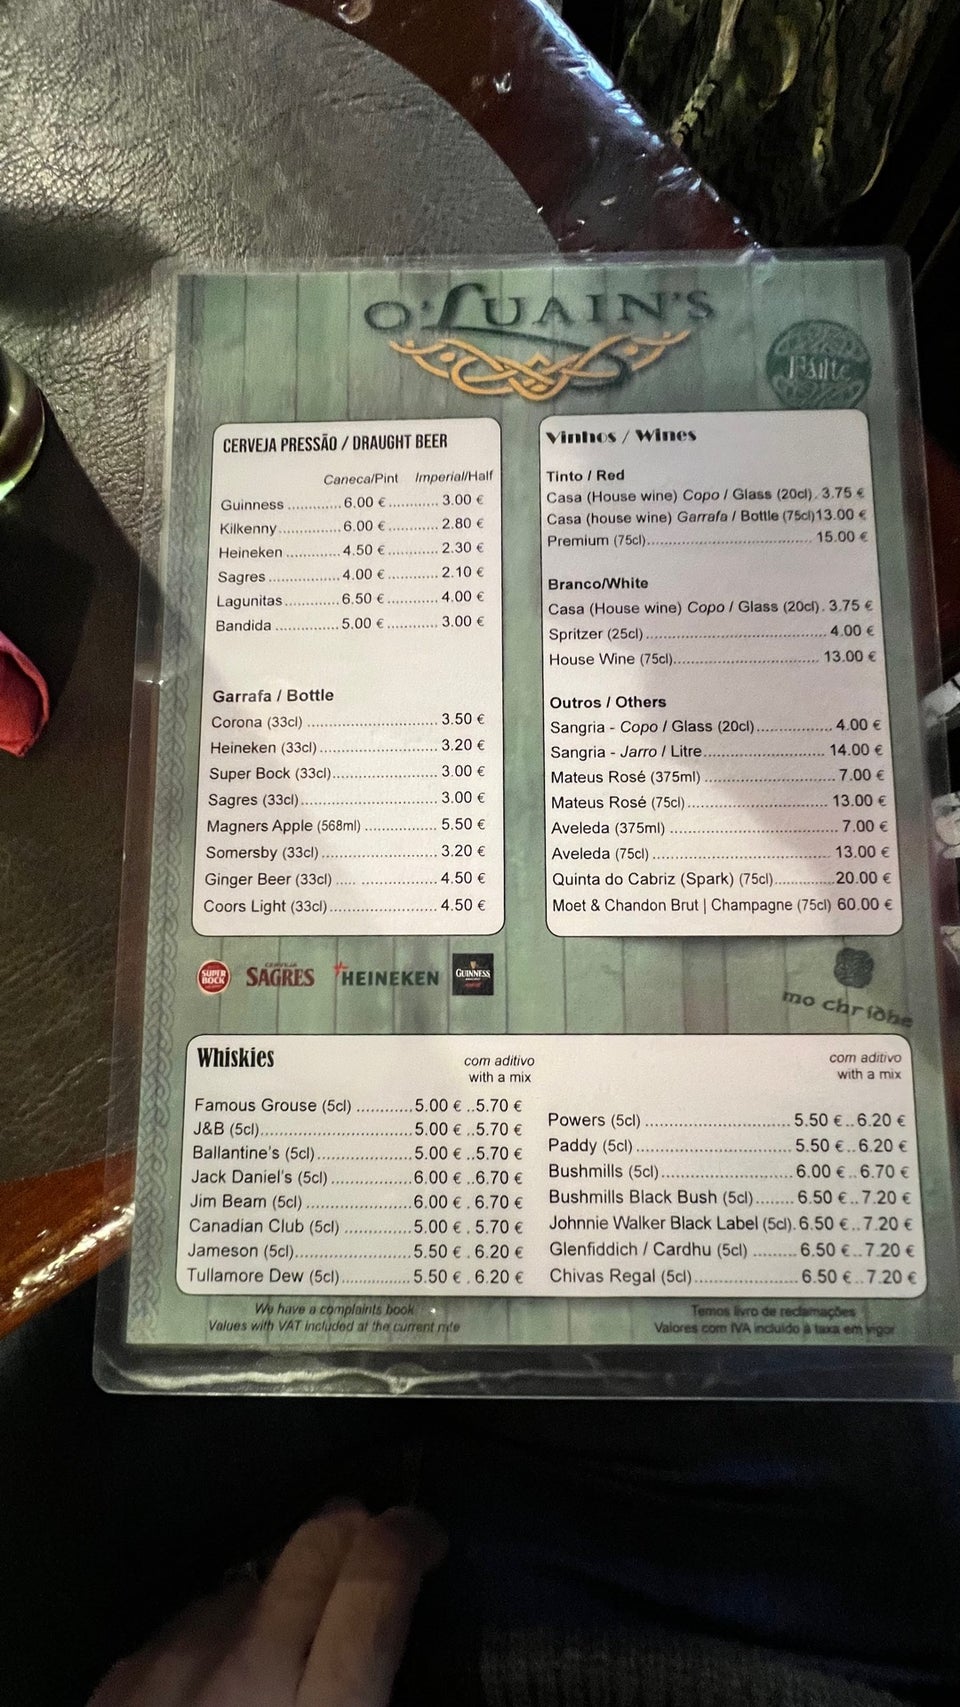 O'LUAIN'S
Fáilte
CERVEJA PRESSÃO / DRAUGHT BEER
Caneca/Pint Imperial/Half
Guinness ............ 6.00 € ........... 3.00 €
Kilkenny .............. 6.00 € ........... 2.80 €
Heineken ............ 4.50 € ........... 2.30 €
Sagres ................ 4.00 € ........... 2.10 €
Lagunitas ............ 6.50 € ........... 4.00 €
Bandida .............. 5.00 € ........... 3.00 €
Garrafa / Bottle
Corona (33cl) .............................. 3.50 €
Heineken (33cl) ........................... 3.20 €
Super Bock (33cl) ........................ 3.00 €
Sagres (33cl) ............................... 3.00 €
Magners Apple (568ml) ................ 5.50 €
Somersby (33cl) .......................... 3.20 €
Ginger Beer (33cl) ..... ................. 4.50 €
Coors Light (33cl) ........................ 4.50 €
Vinhos / Wines
Tinto / Red
Casa (House wine) Copo / Glass (20cl) . 3.75 €
Casa (house wine) Garrafa / Bottle (75cl) 13.00 €
Premium (75cl) ..................................... 15.00 €
Branco/White
Casa (House wine) Copo / Glass (20cl) . 3.75 €
Spritzer (25cl) ......................................... 4.00 €
House Wine (75cl) ................................. 13.00 €
Outros / Others
Sangria - Copo / Glass (20cl) ................. 4.00 €
Sangria - Jarro / Litre ........................... 14.00 €
Mateus Rosé (375ml) ............................. 7.00 €
Mateus Rosé (75cl) ............................... 13.00 €
Aveleda (375ml) ..................................... 7.00 €
Aveleda (75cl) ...................................... 13.00 €
Quinta do Cabriz (Spark) (75cl) ............. 20.00 €
Moet & Chandon Brut | Champagne (75cl) 60.00 €
SUPER BOCK
CERVEJA
SAGRES
HEINEKEN
GUINNESS
mo chridhe
Whiskies
com aditivo
with a mix
Famous Grouse (5cl) ............ 5.00 € .. 5.70 €
J&B (5cl) ................................ 5.00 € .. 5.70 €
Ballantine's (5cl) .................... 5.00 € .. 5.70 €
Jack Daniel's (5cl) ................. 6.00 € .. 6.70 €
Jim Beam (5cl) ...................... 6.00 € . 6.70 €
Canadian Club (5cl) ............... 5.00 € . 5.70 €
Jameson (5cl) ........................ 5.50 € . 6.20 €
Tullamore Dew (5cl) .............. 5.50 € . 6.20 €
com aditivo
with a mix
Powers (5cl) ................................ 5.50 € .. 6.20 €
Paddy (5cl) .................................. 5.50 € .. 6.20 €
Bushmills (5cl) ............................. 6.00 € .. 6.70 €
Bushmills Black Bush (5cl) ........ 6.50 € .. 7.20 €
Johnnie Walker Black Label (5cl) . 6.50 € .. 7.20 €
Glenfiddich / Cardhu (5cl) ......... 6.50 € .. 7.20 €
Chivas Regal (5cl) ...................... 6.50 € .. 7.20 €
We have a complaints book
Values with VAT included at the current rate
Temos livro de reclamações
Valores com IVA incluído à taxa em vigor